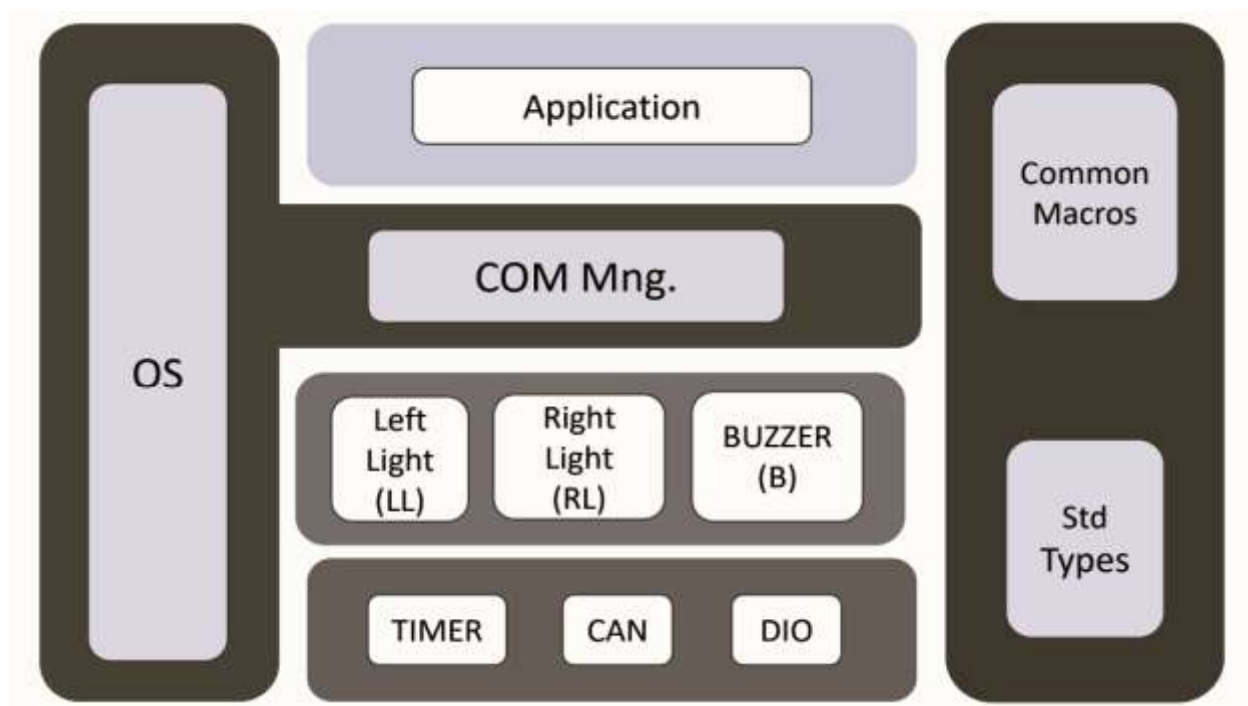 Application
Common
Macros
COM Mng.
OS
Left
Light
(LL)
Right
Light
(RL)
BUZZER
(B)
Std
Types
TIMER
CAN
DIO